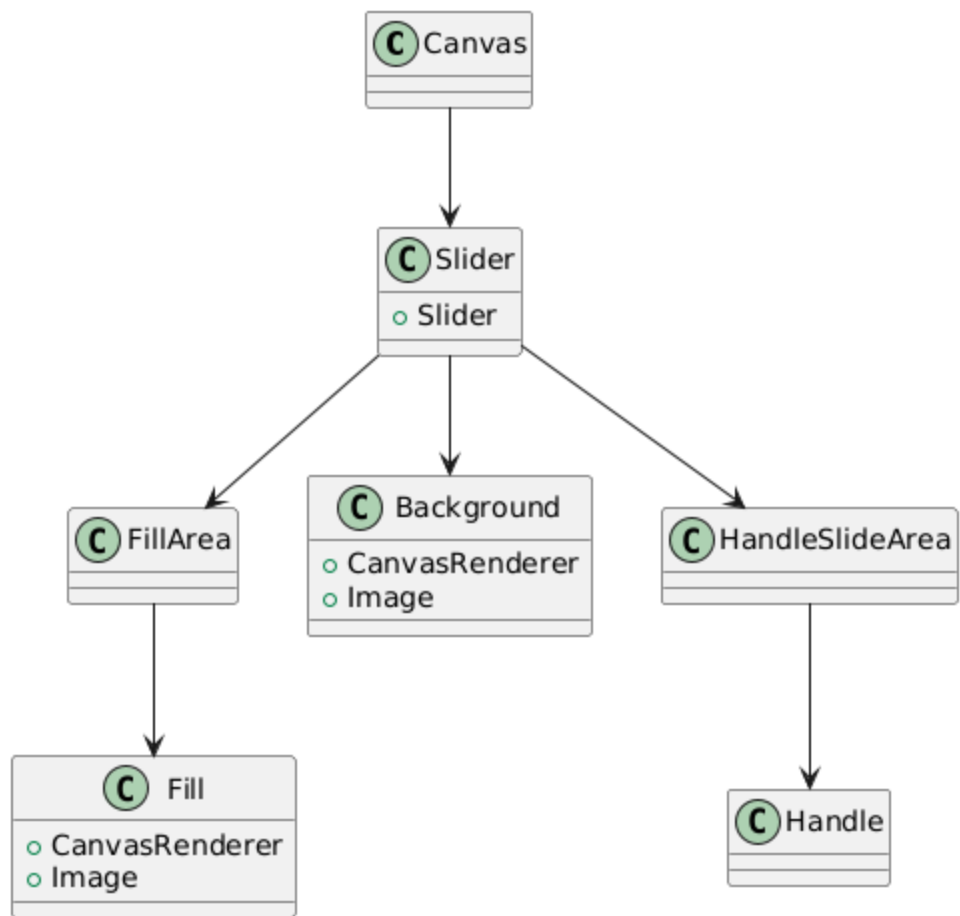 C Canvas
C Slider
Slider
C FillArea
C Background
CanvasRenderer
Image
C HandleSlideArea
C Fill
CanvasRenderer
Image
C Handle